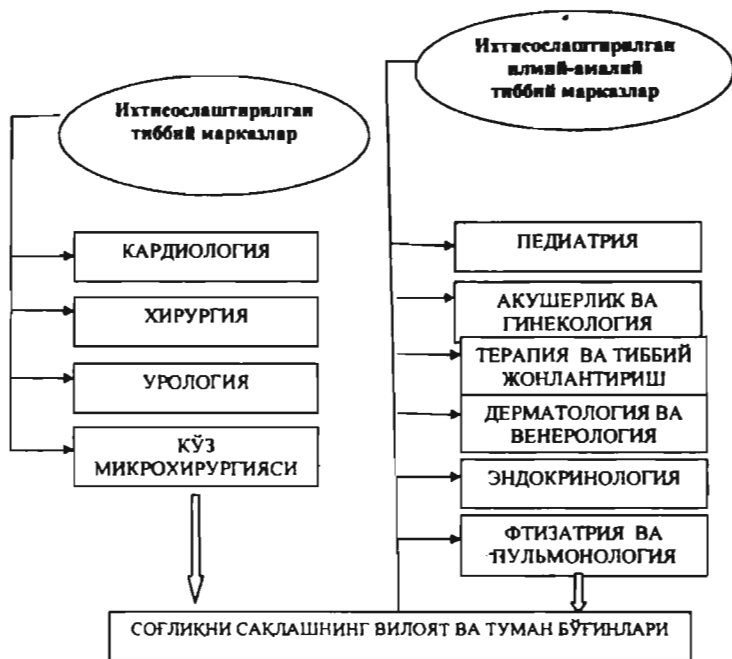 Ихтисослаштирилган
тиббий марказлар
КАРДИОЛОГИЯ
ХИРУРГИЯ
УРОЛОГИЯ
КЎЗ
МИКРОХИРУРГИЯСИ
Ихтисослаштирилган
илмий-амалий
тиббий марказлар
ПЕДИАТРИЯ
АКУШЕРЛИК ВА
ГИНЕКОЛОГИЯ
ТЕРАПИЯ ВА ТИББИЙ
ЖОНЛАНТИРИШ
ДЕРМАТОЛОГИЯ ВА
ВЕНЕРОЛОГИЯ
ЭНДОКРИНОЛОГИЯ
ФТИЗАТРИЯ ВА
ПУЛЬМОНОЛОГИЯ
СОҒЛИҚНИ САҚЛАШНИНГ ВИЛОЯТ ВА ТУМАН БЎҒИНЛАРИ